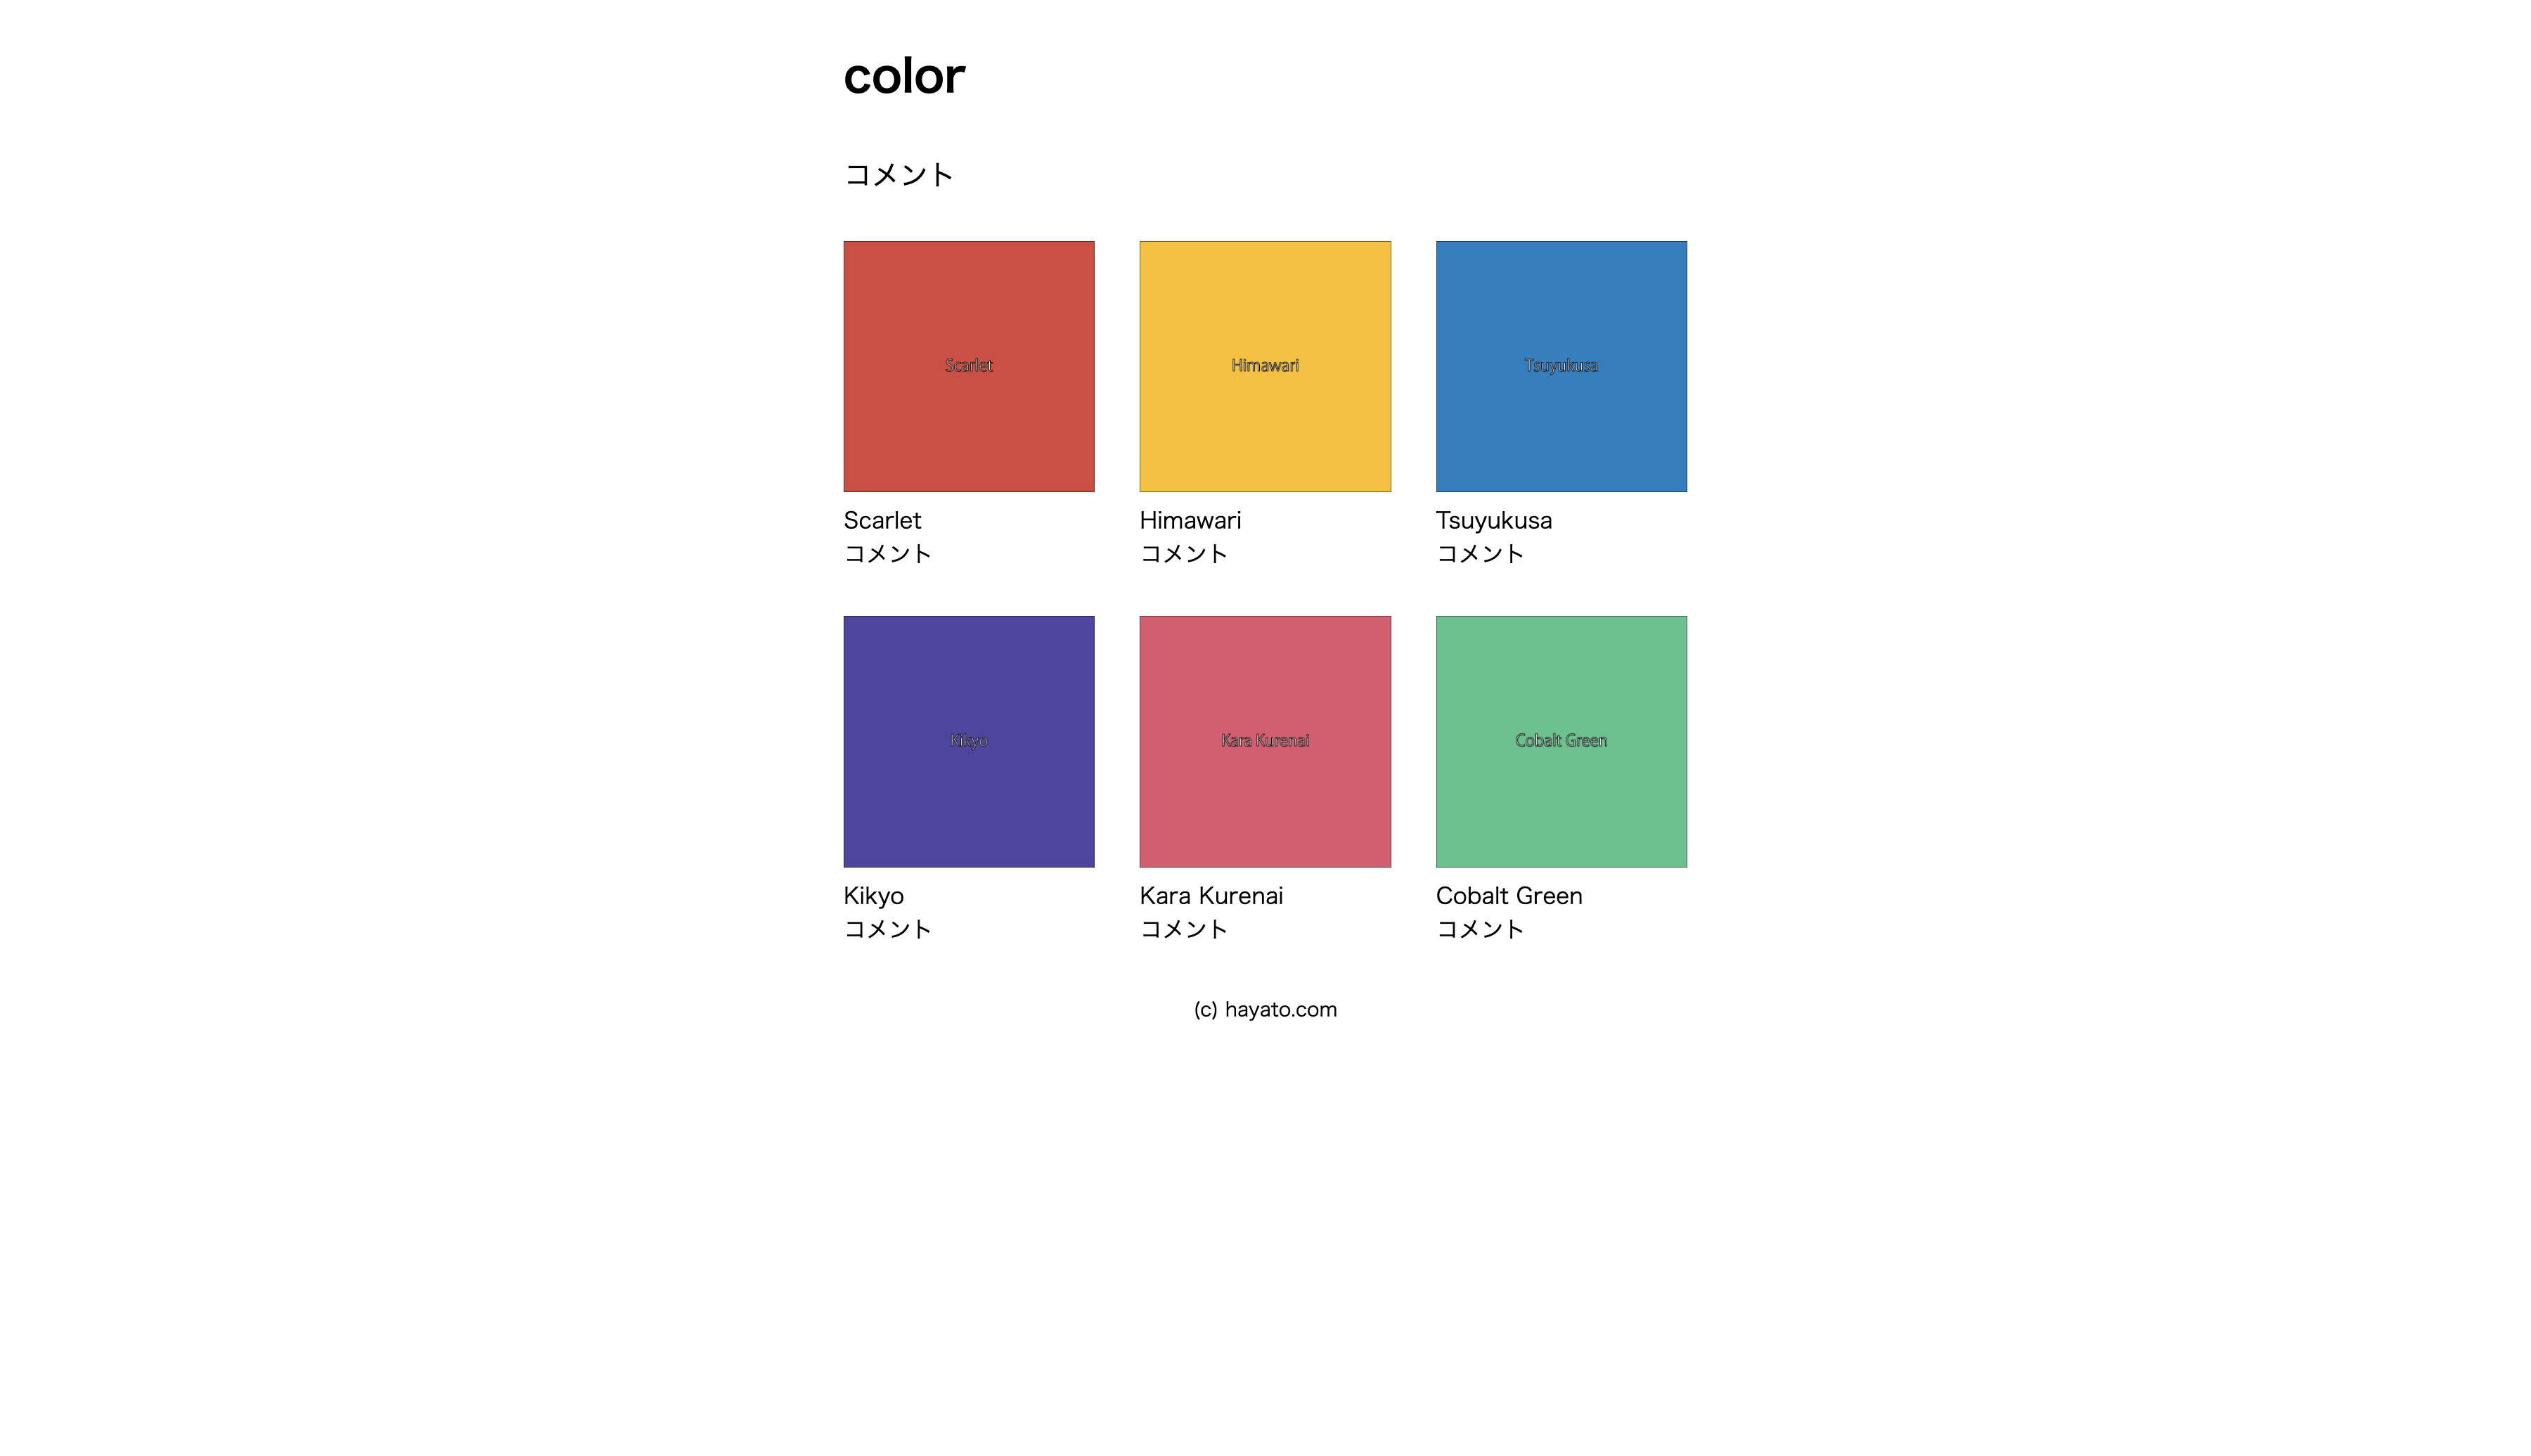 color
コメント
Scarlet
Himawari
Tsuyukusa
Scarlet
コメント
Himawari
コメント
Tsuyukusa
コメント
Kikyo
Kara Kurenai
Cobalt Green
Kikyo
コメント
Kara Kurenai
コメント
Cobalt Green
コメント
(c) hayato.com